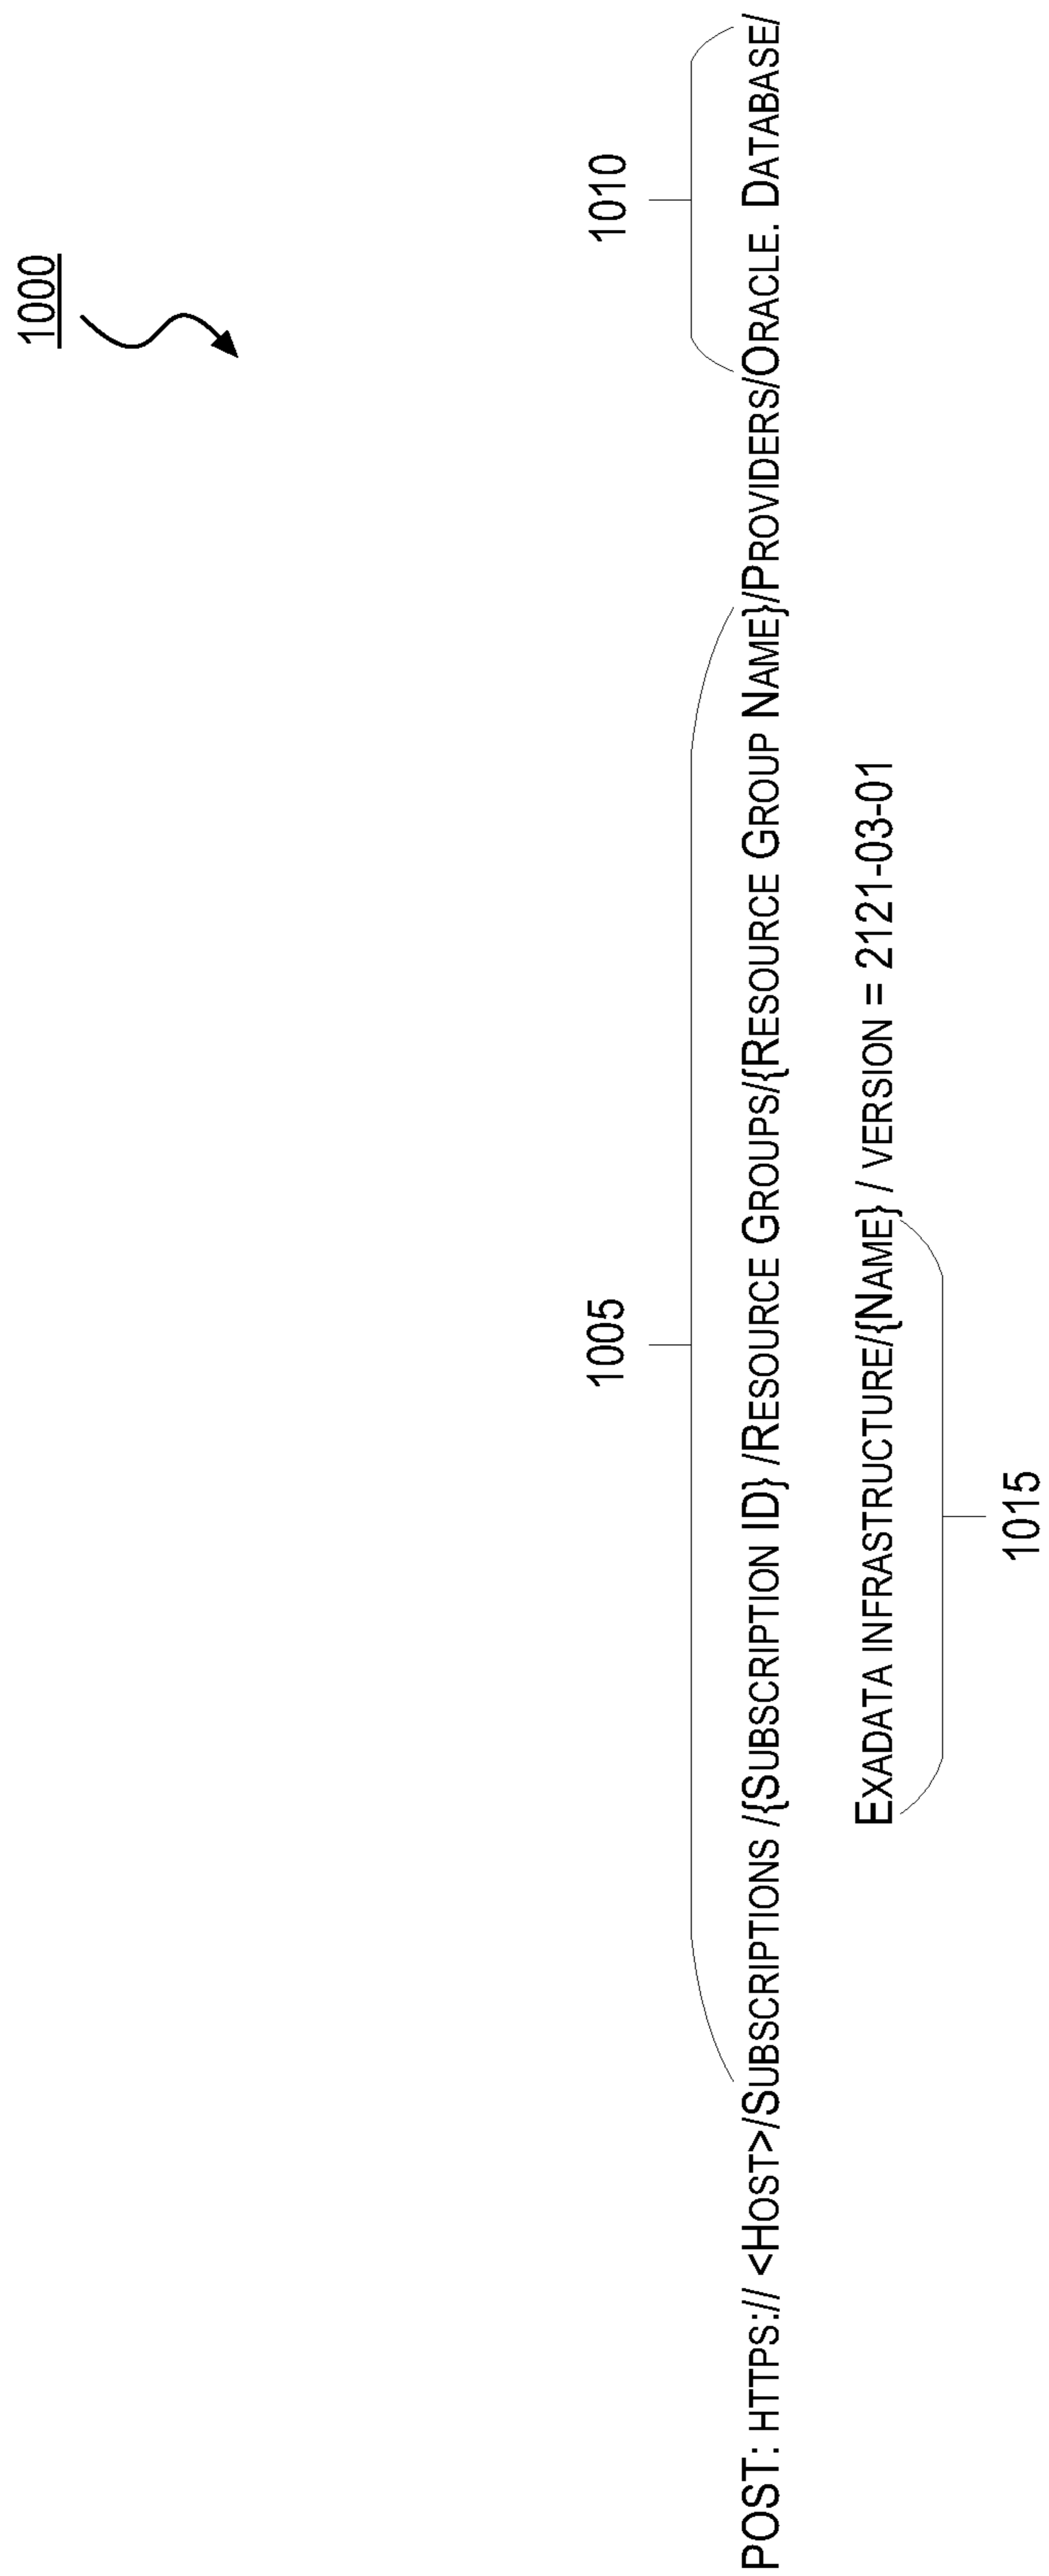 1000
1005
1010
POST: HTTPS:// <HOST>/SUBSCRIPTIONS /{SUBSCRIPTION ID} /RESOURCE GROUPS/{RESOURCE GROUP NAME}/PROVIDERS/ORACLE. DATABASE/
EXADATA INFRASTRUCTURE/{NAME} / VERSION = 2121-03-01
1015